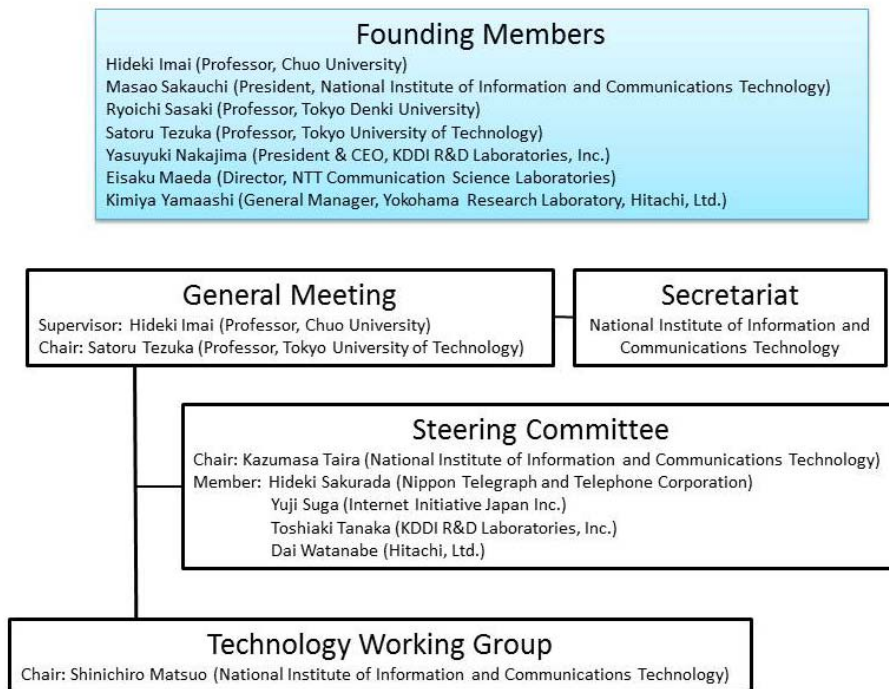 Founding Members
Hideki Imai (Professor, Chuo University)
Masao Sakauchi (President, National Institute of Information and Communications Technology)
Ryoichi Sasaki (Professor, Tokyo Denki University)
Satoru Tezuka (Professor, Tokyo University of Technology)
Yasuyuki Nakajima (President & CEO, KDDI R&D Laboratories, Inc.)
Eisaku Maeda (Director, NTT Communication Science Laboratories)
Kimiya Yamaashi (General Manager, Yokohama Research Laboratory, Hitachi, Ltd.)
General Meeting
Supervisor: Hideki Imai (Professor, Chuo University)
Chair: Satoru Tezuka (Professor, Tokyo University of Technology)
Secretariat
National Institute of Information and
Communications Technology
Steering Committee
Chair: Kazumasa Taira (National Institute of Information and Communications Technology)
Member: Hideki Sakurada (Nippon Telegraph and Telephone Corporation)
Yuji Suga (Internet Initiative Japan Inc.)
Toshiaki Tanaka (KDDI R&D Laboratories, Inc.)
Dai Watanabe (Hitachi, Ltd.)
Technology Working Group
Chair: Shinichiro Matsuo (National Institute of Information and Communications Technology)